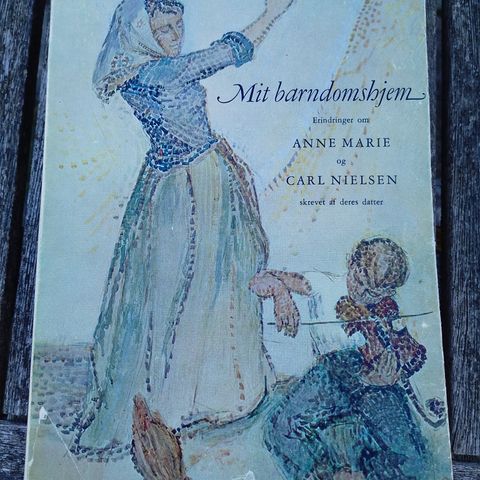 Mit barndomshjem
Erindringer om
ANNE MARIE
og
CARL NIELSEN
skrevet af deres datter